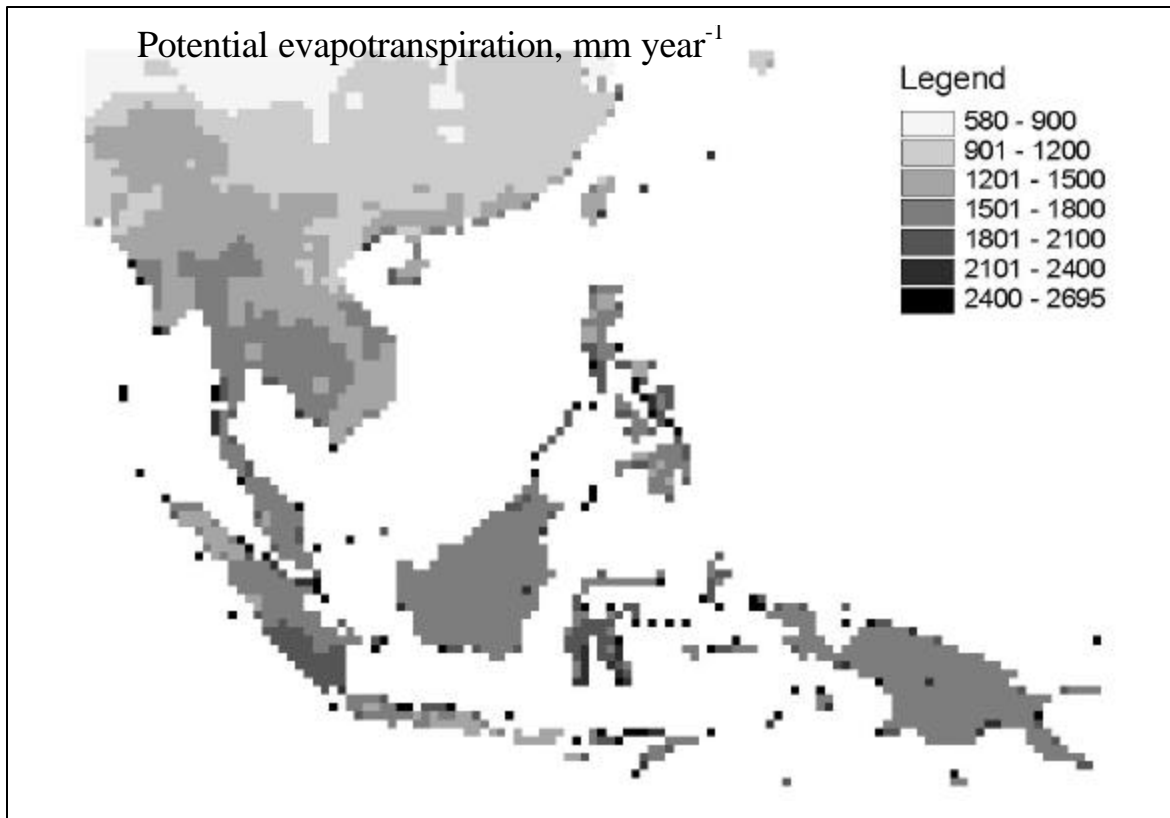 Potential evapotranspiration, mm year⁻¹
Legend
580 - 900
901 - 1200
1201 - 1500
1501 - 1800
1801 - 2100
2101 - 2400
2400 - 2695